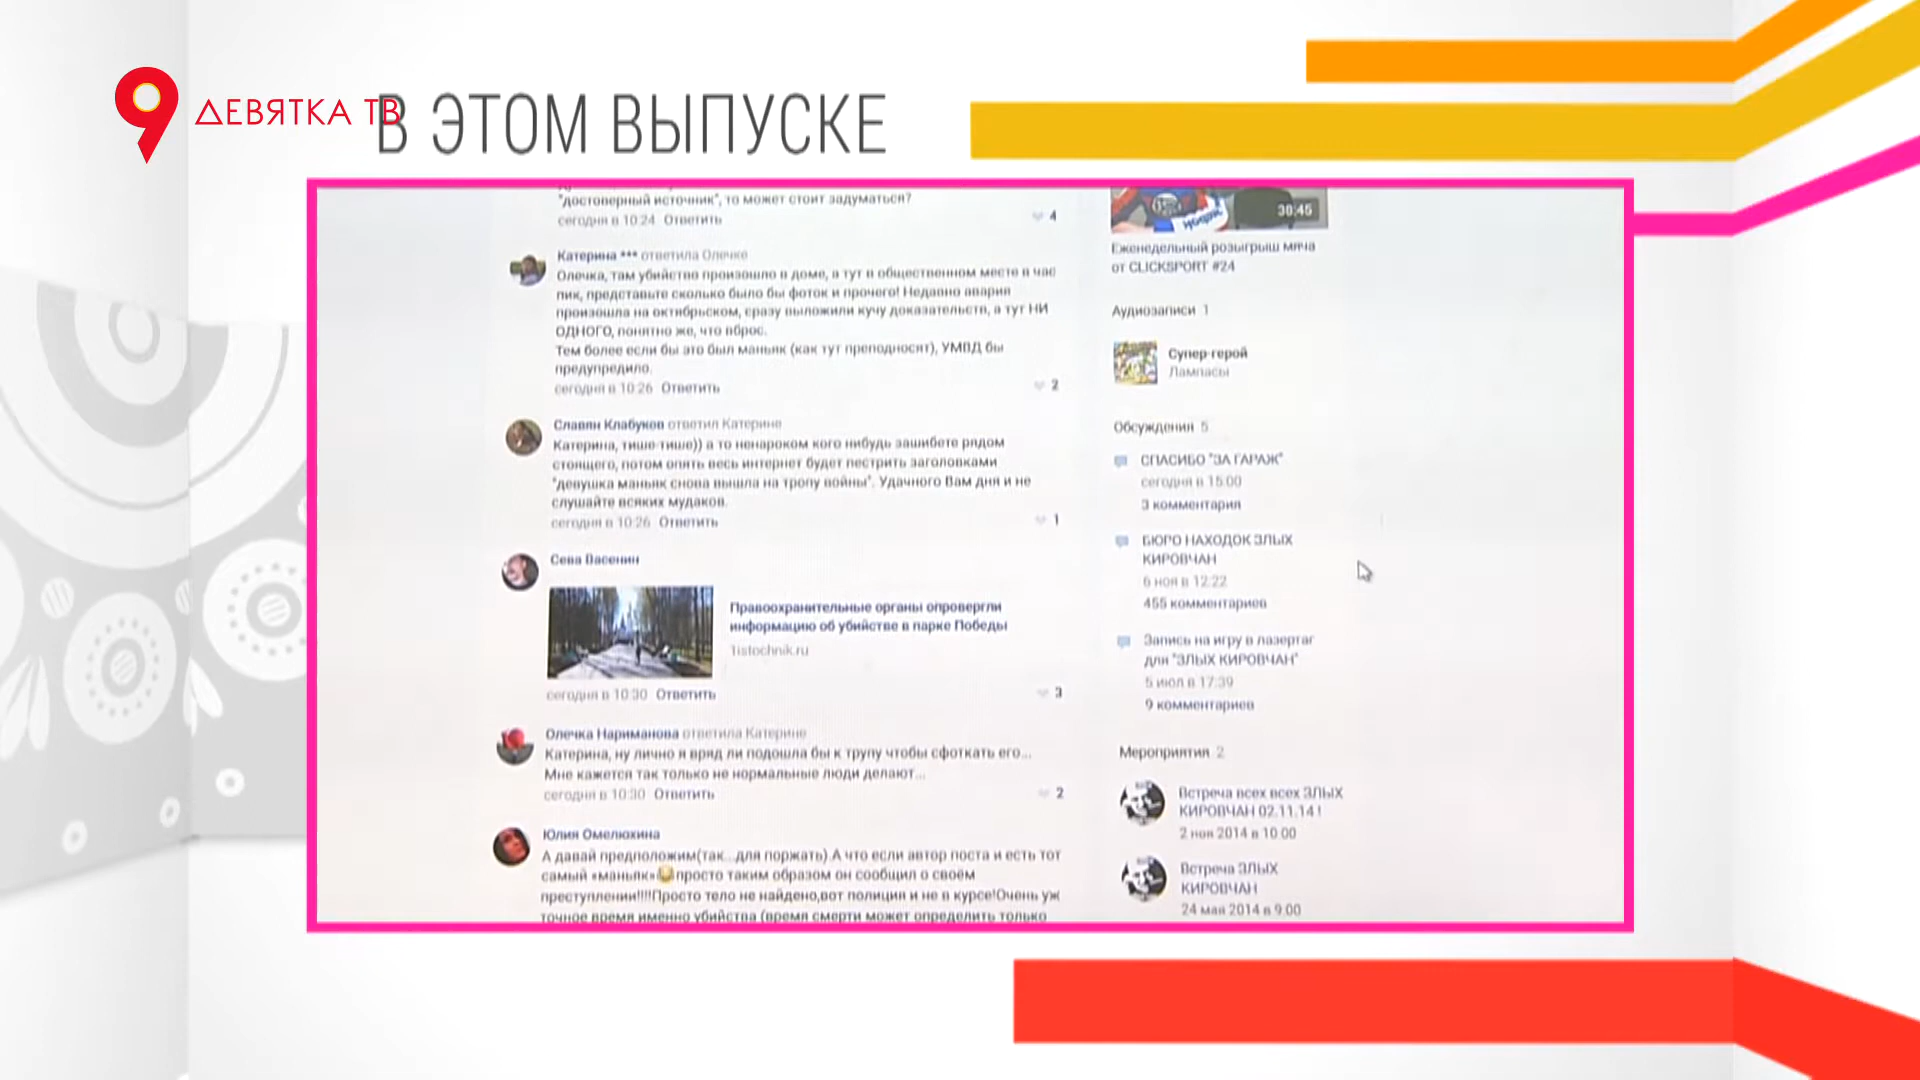 ДЕВЯТКА ТВ
В ЭТОМ ВЫПУСКЕ
"достоверный источник", то может стоит задуматься?
сегодня в 10:24 Ответить
4
Катерина *** ответила Олечке
Олечка, там убийство произошло в доме, а тут в общественном месте в час
пик, представьте сколько было бы фоток и прочего! Недавно авария
произошла на октябрьском, сразу выложили кучу доказательств, а тут НИ
ОДНОГО, понятно же, что вброс.
Тем более если бы это был маньяк (как тут преподносят), УМВД бы
предупредило.
сегодня в 10:26 Ответить
2
Славян Клабуков ответил Катерине
Катерина, тише-тише)) а то ненароком кого нибудь зашибете рядом
стоящего, потом опять весь интернет будет пестрить заголовками
"девушка маньяк снова вышла на тропу войны". Удачного Вам дня и не
слушайте всяких мудаков.
сегодня в 10:26 Ответить
1
Сева Васенин
Правоохранительные органы опровергли
информацию об убийстве в парке Победы
1istochnik.ru
сегодня в 10:30 Ответить
3
Олечка Нариманова ответила Катерине
Катерина, ну лично я вряд ли подошла бы к трупу чтобы сфоткать его...
Мне кажется так только не нормальные люди делают...
сегодня в 10:30 Ответить
2
Юлия Омелюхина
А давай предположим(так...для поржать).А что если автор поста и есть тот
самый «маньяк» просто таким образом он сообщил о своём
преступлении!!!!Просто тело не найдено,вот полиция и не в курсе!Очень уж
точное время именно убийства (время смерти может определить только
30:45
Еженедельный розыгрыш мяча
от CLICKSPORT #24
Аудиозаписи 1
Супер-герой
Лампасы
Обсуждения 5
СПАСИБО "ЗА ГАРАЖ"
сегодня в 15:00
3 комментария
БЮРО НАХОДОК ЗЛЫХ
КИРОВЧАН
6 ноя в 12:22
455 комментариев
Запись на игру в лазертаг
для "ЗЛЫХ КИРОВЧАН"
5 июл в 17:39
9 комментариев
Мероприятия 2
Встреча всех всех ЗЛЫХ
КИРОВЧАН 02.11.14 !
2 ноя 2014 в 10:00
Встреча ЗЛЫХ
КИРОВЧАН
24 мая 2014 в 9:00